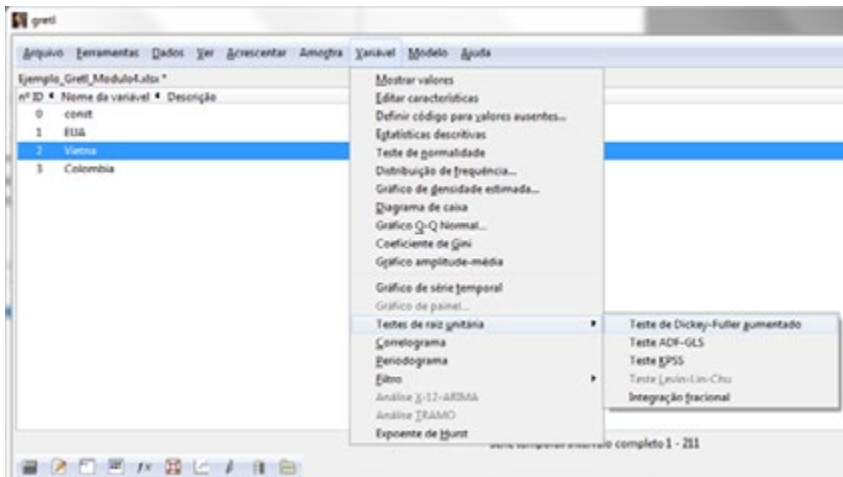 gretl
Arquivo Ferramentas Dados Ver Acrescentar Amostra Variável Modelo Ajuda
Ejemplo_Gretl_Modulo4.xlsx *
nº ID Nome da variável Descrição
0 const
1 EUA
2 Vietna
3 Colombia
Mostrar valores
Editar características
Definir código para valores ausentes...
Estatísticas descritivas
Teste de normalidade
Distribuição de frequência...
Gráfico de densidade estimada...
Diagrama de caixa
Gráfico Q-Q Normal...
Coeficiente de Gini
Gráfico amplitude-média
Gráfico de série temporal
Gráfico de painel...
Testes de raiz unitária
Correlograma
Periodograma
Filtro
Análise X-12-ARIMA
Análise TRAMO
Expoente de Hurst
Teste de Dickey-Fuller aumentado
Teste ADF-GLS
Teste KPSS
Teste Levin-Lin-Chu
Integração fracional
completo 1 - 211
fx